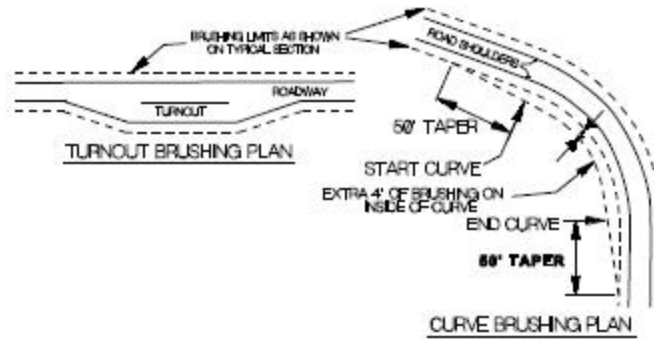 BRUSHING LIMITS AS SHOWN
ON TYPICAL SECTION
ROADWAY
TURNOUT
TURNOUT BRUSHING PLAN
ROAD SHOULDERS
50' TAPER
START CURVE
EXTRA 4' OF BRUSHING ON
INSIDE OF CURVE
END CURVE
50' TAPER
CURVE BRUSHING PLAN